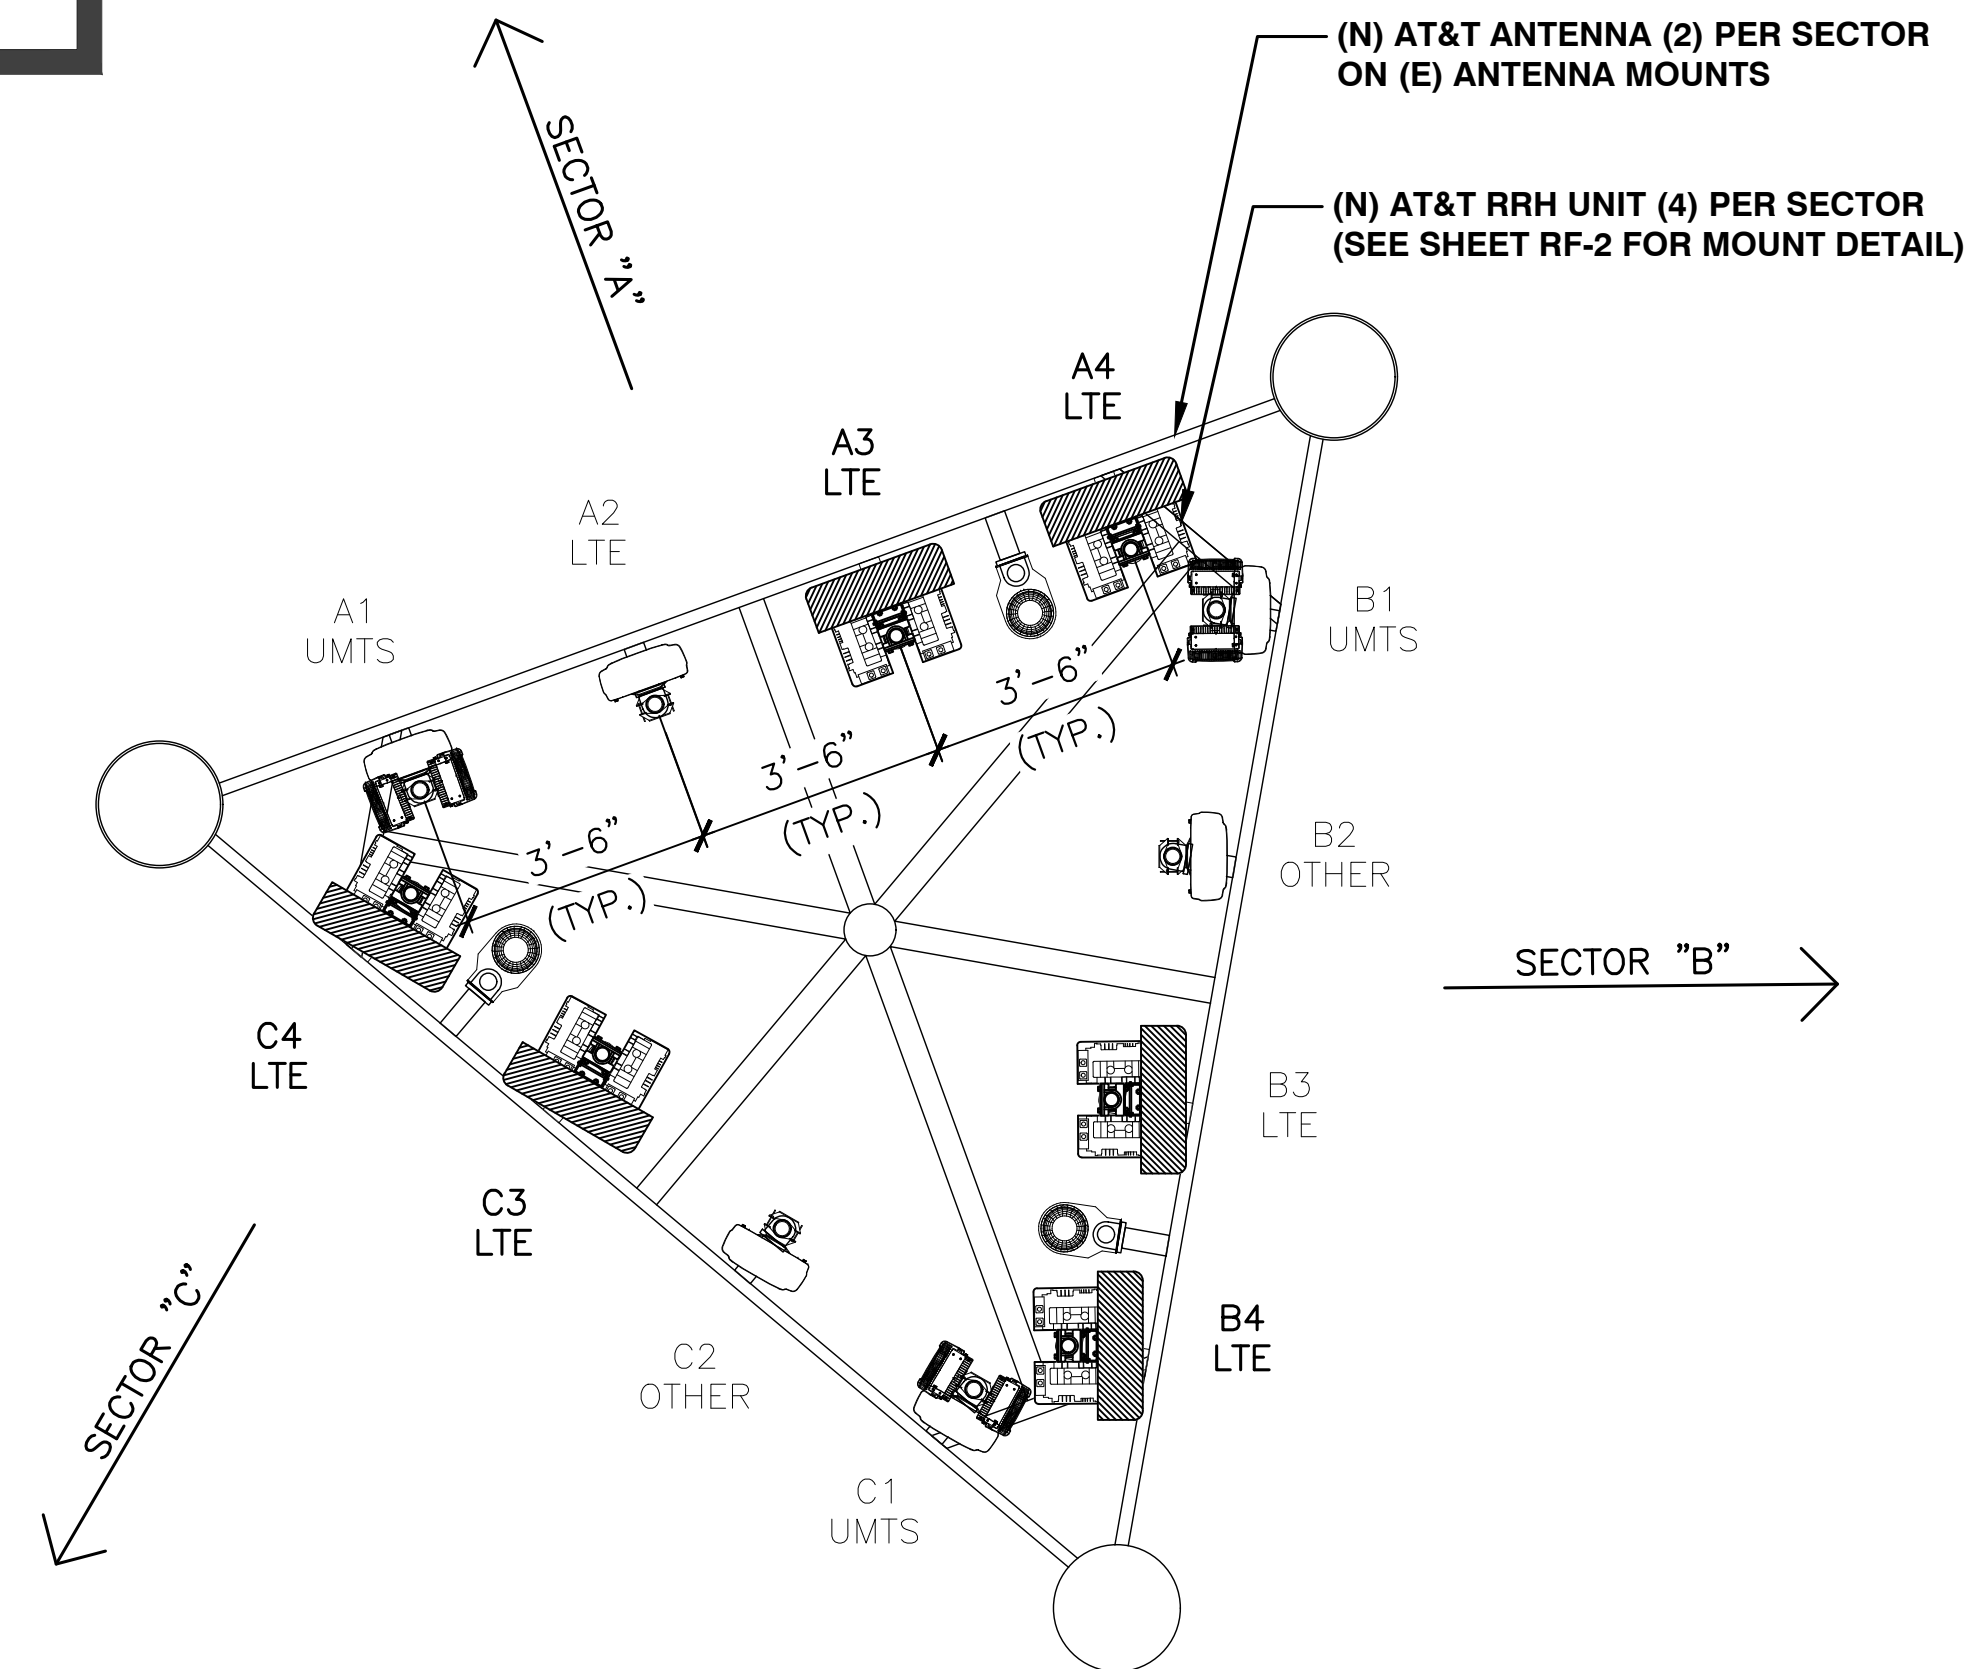 (N) AT&T ANTENNA (2) PER SECTOR
ON (E) ANTENNA MOUNTS
SECTOR "A"
(N) AT&T RRH UNIT (4) PER SECTOR
(SEE SHEET RF-2 FOR MOUNT DETAIL)
A4
LTE
A3
LTE
A2
LTE
A1
UMTS
B1
UMTS
3'-6"
(TYP.)
3'-6"
(TYP.)
3'-6"
(TYP.)
B2
OTHER
SECTOR "B"
C4
LTE
B3
LTE
C3
LTE
SECTOR "C"
B4
LTE
C2
OTHER
C1
UMTS